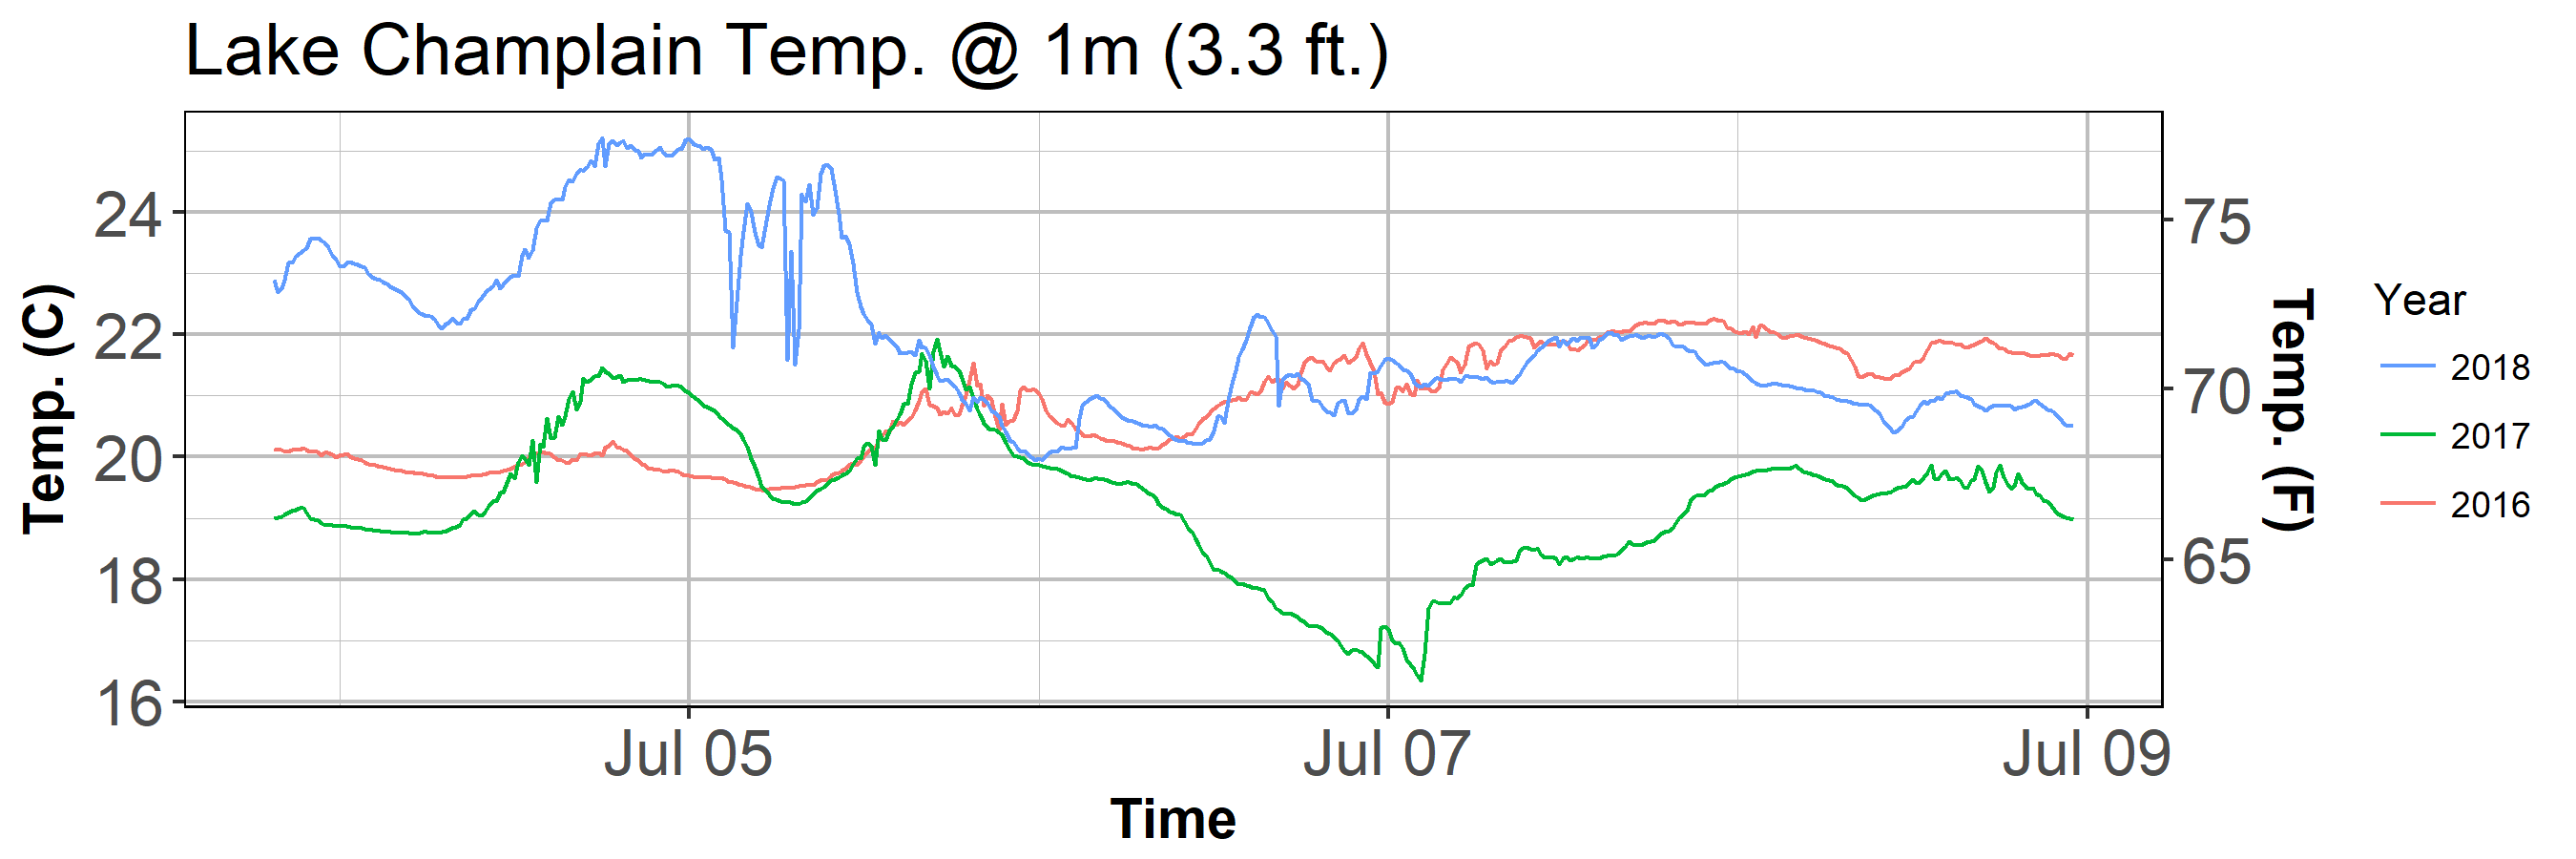 Lake Champlain Temp. @ 1m (3.3 ft.)
Temp. (C)
24
22
20
18
16
Jul 05
Jul 07
Jul 09
Time
75
70
65
Temp. (F)
Year
2018
2017
2016